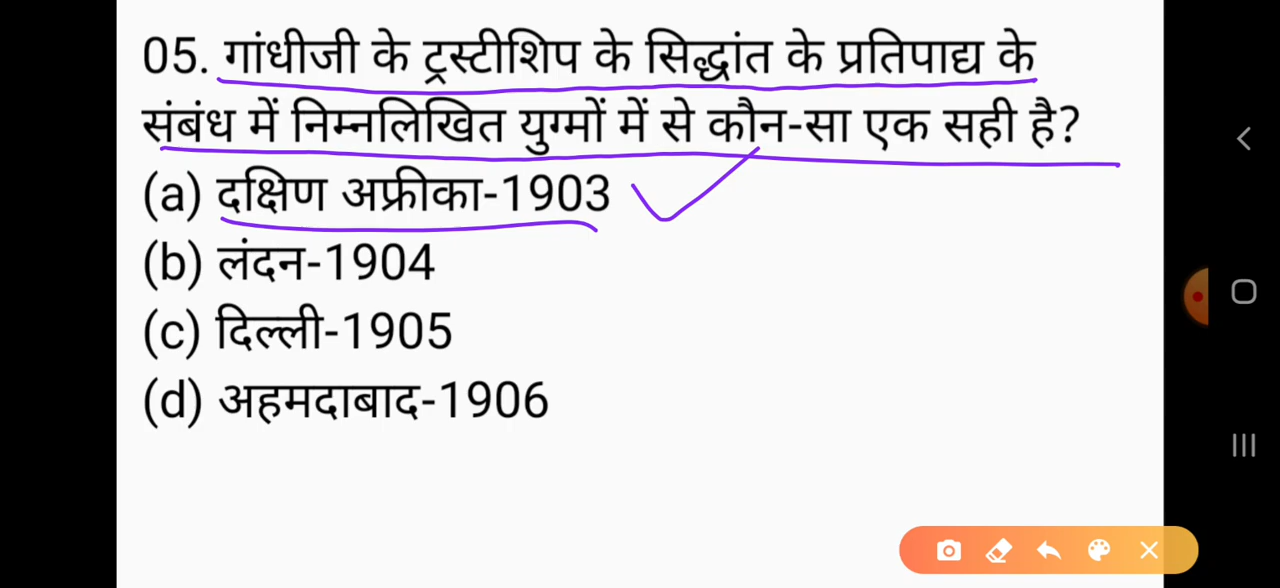 05. गांधीजी के ट्रस्टीशिप के सिद्धांत के प्रतिपाद्य के
संबंध में निम्नलिखित युग्मों में से कौन-सा एक सही है?
(a) दक्षिण अफ्रीका-1903
(b) लंदन-1904
(c) दिल्ली-1905
(d) अहमदाबाद-1906